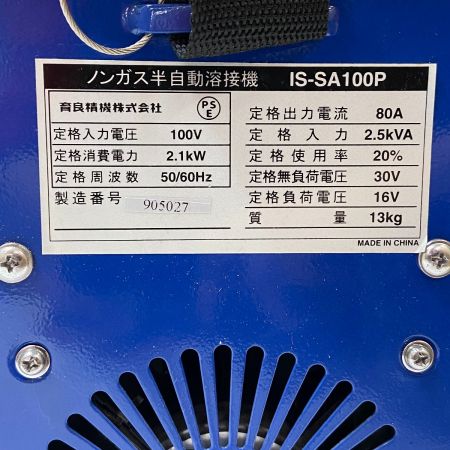 ノンガス半自動溶接機 IS-SA100P
育良精機株式会社
PS
E
定格入力電圧 100V
定格消費電力 2.1kW
定格周波数 50/60Hz
製造番号 905027
定格出力電流 80A
定格入力 2.5kVA
定格使用率 20%
定格無負荷電圧 30V
定格負荷電圧 16V
質量 13kg
MADE IN CHINA